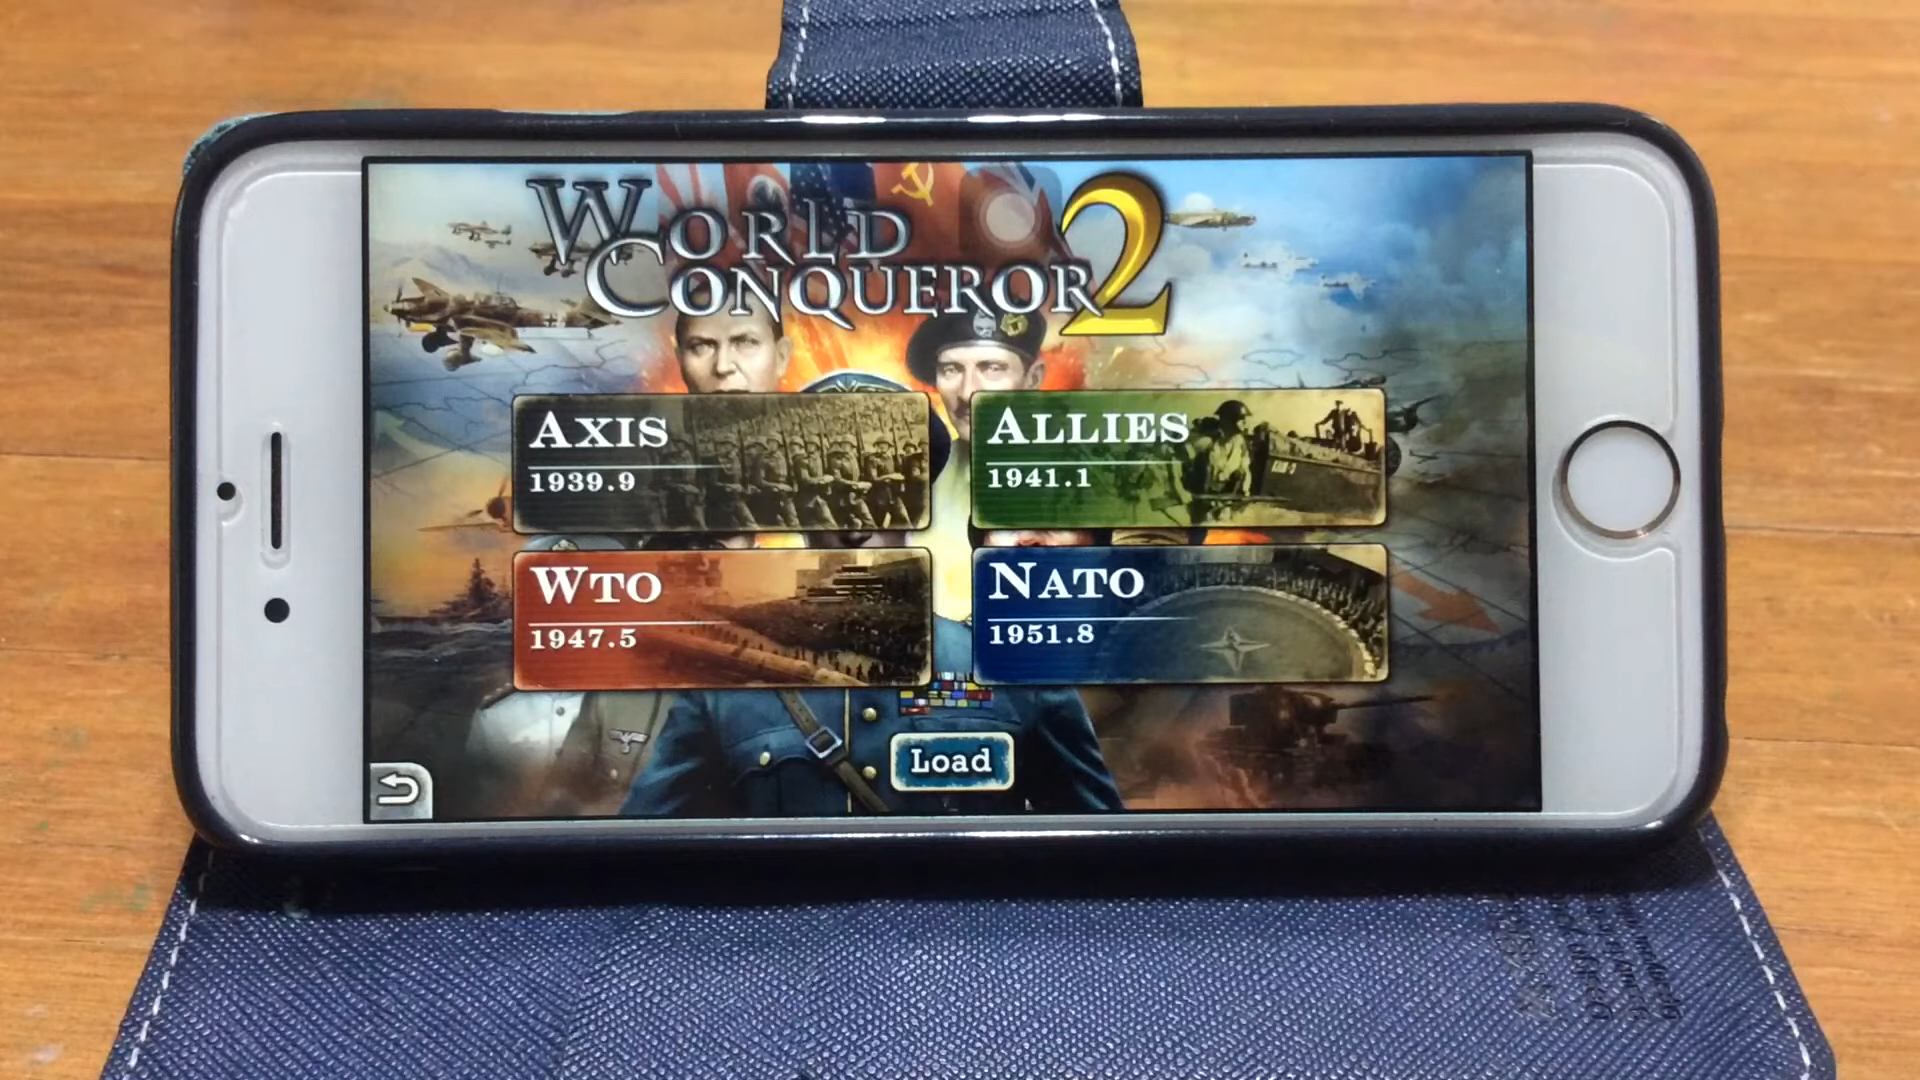 WORLD
CONQUEROR 2
AXIS
1939.9
ALLIES
1941.1
WTO
1947.5
NATO
1951.8
Load